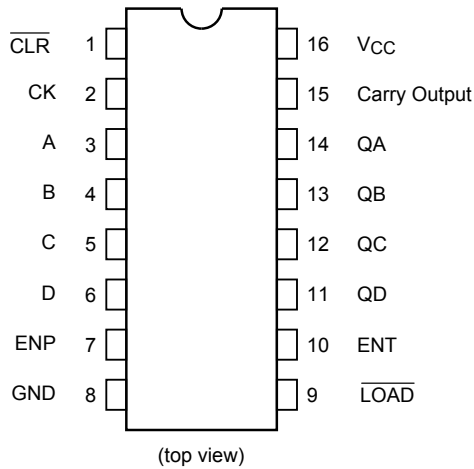 CLR 1 16 VCC
CK 2 15 Carry Output
A 3 14 QA
B 4 13 QB
C 5 12 QC
D 6 11 QD
ENP 7 10 ENT
GND 8 9 LOAD
(top view)